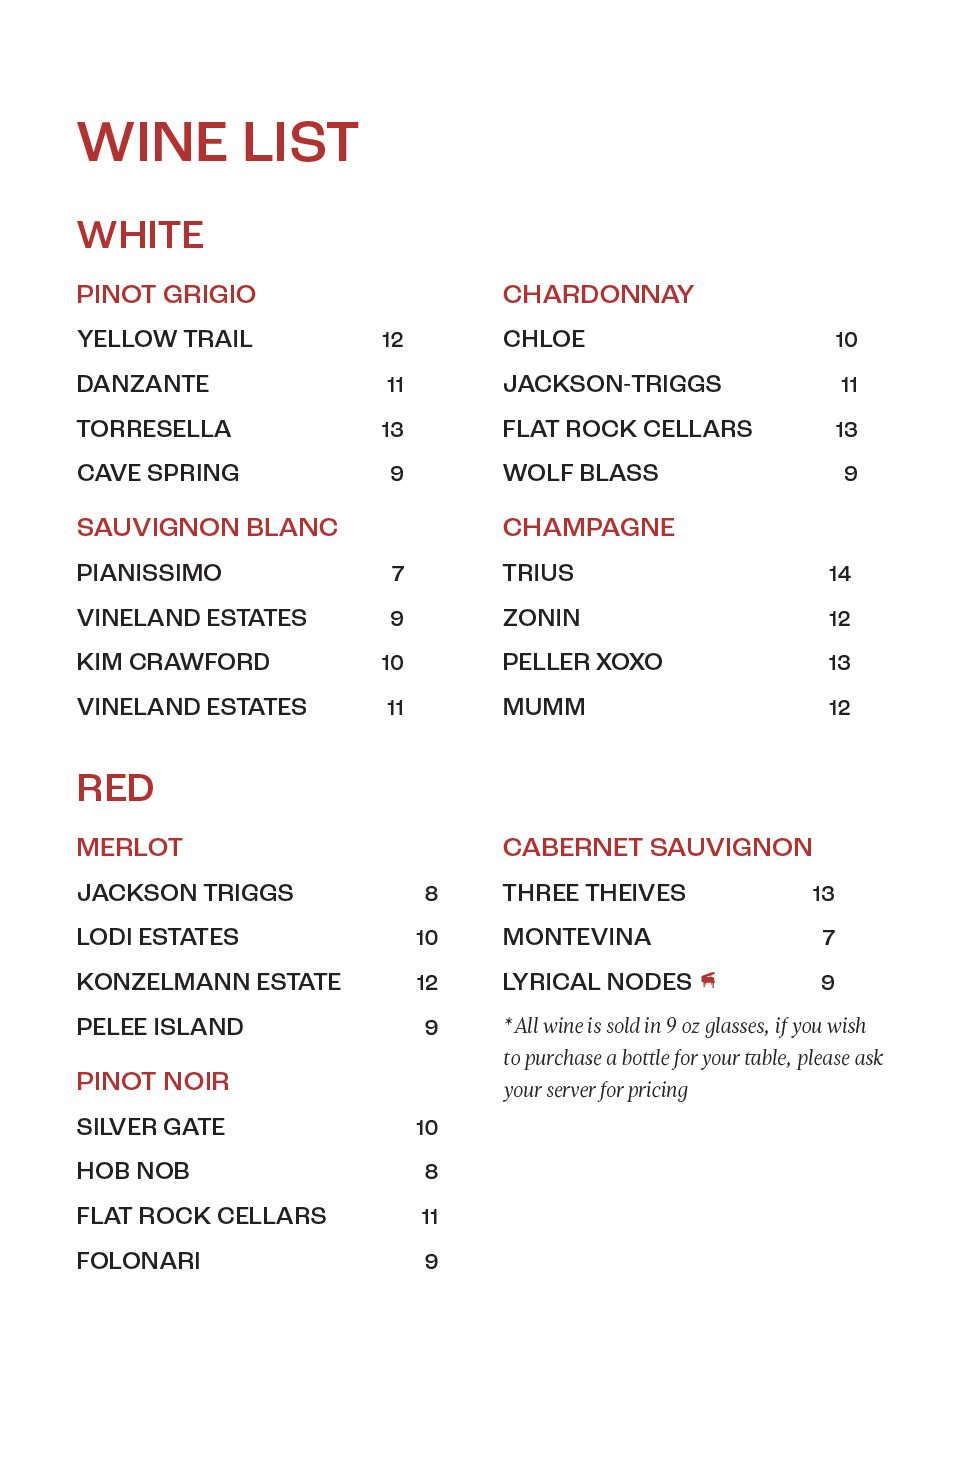 WINE LIST
WHITE
PINOT GRIGIO
YELLOW TRAIL 12
DANZANTE 11
TORRESELLA 13
CAVE SPRING 9
SAUVIGNON BLANC
PIANISSIMO 7
VINELAND ESTATES 9
KIM CRAWFORD 10
VINELAND ESTATES 11
CHARDONNAY
CHLOE 10
JACKSON-TRIGGS 11
FLAT ROCK CELLARS 13
WOLF BLASS 9
CHAMPAGNE
TRIUS 14
ZONIN 12
PELLER XOXO 13
MUMM 12
RED
MERLOT
JACKSON TRIGGS 8
LODI ESTATES 10
KONZELMANN ESTATE 12
PELEE ISLAND 9
PINOT NOIR
SILVER GATE 10
HOB NOB 8
FLAT ROCK CELLARS 11
FOLONARI 9
CABERNET SAUVIGNON
THREE THEIVES 13
MONTEVINA 7
LYRICAL NODES 9
*All wine is sold in 9 oz glasses, if you wish
to purchase a bottle for your table, please ask
your server for pricing